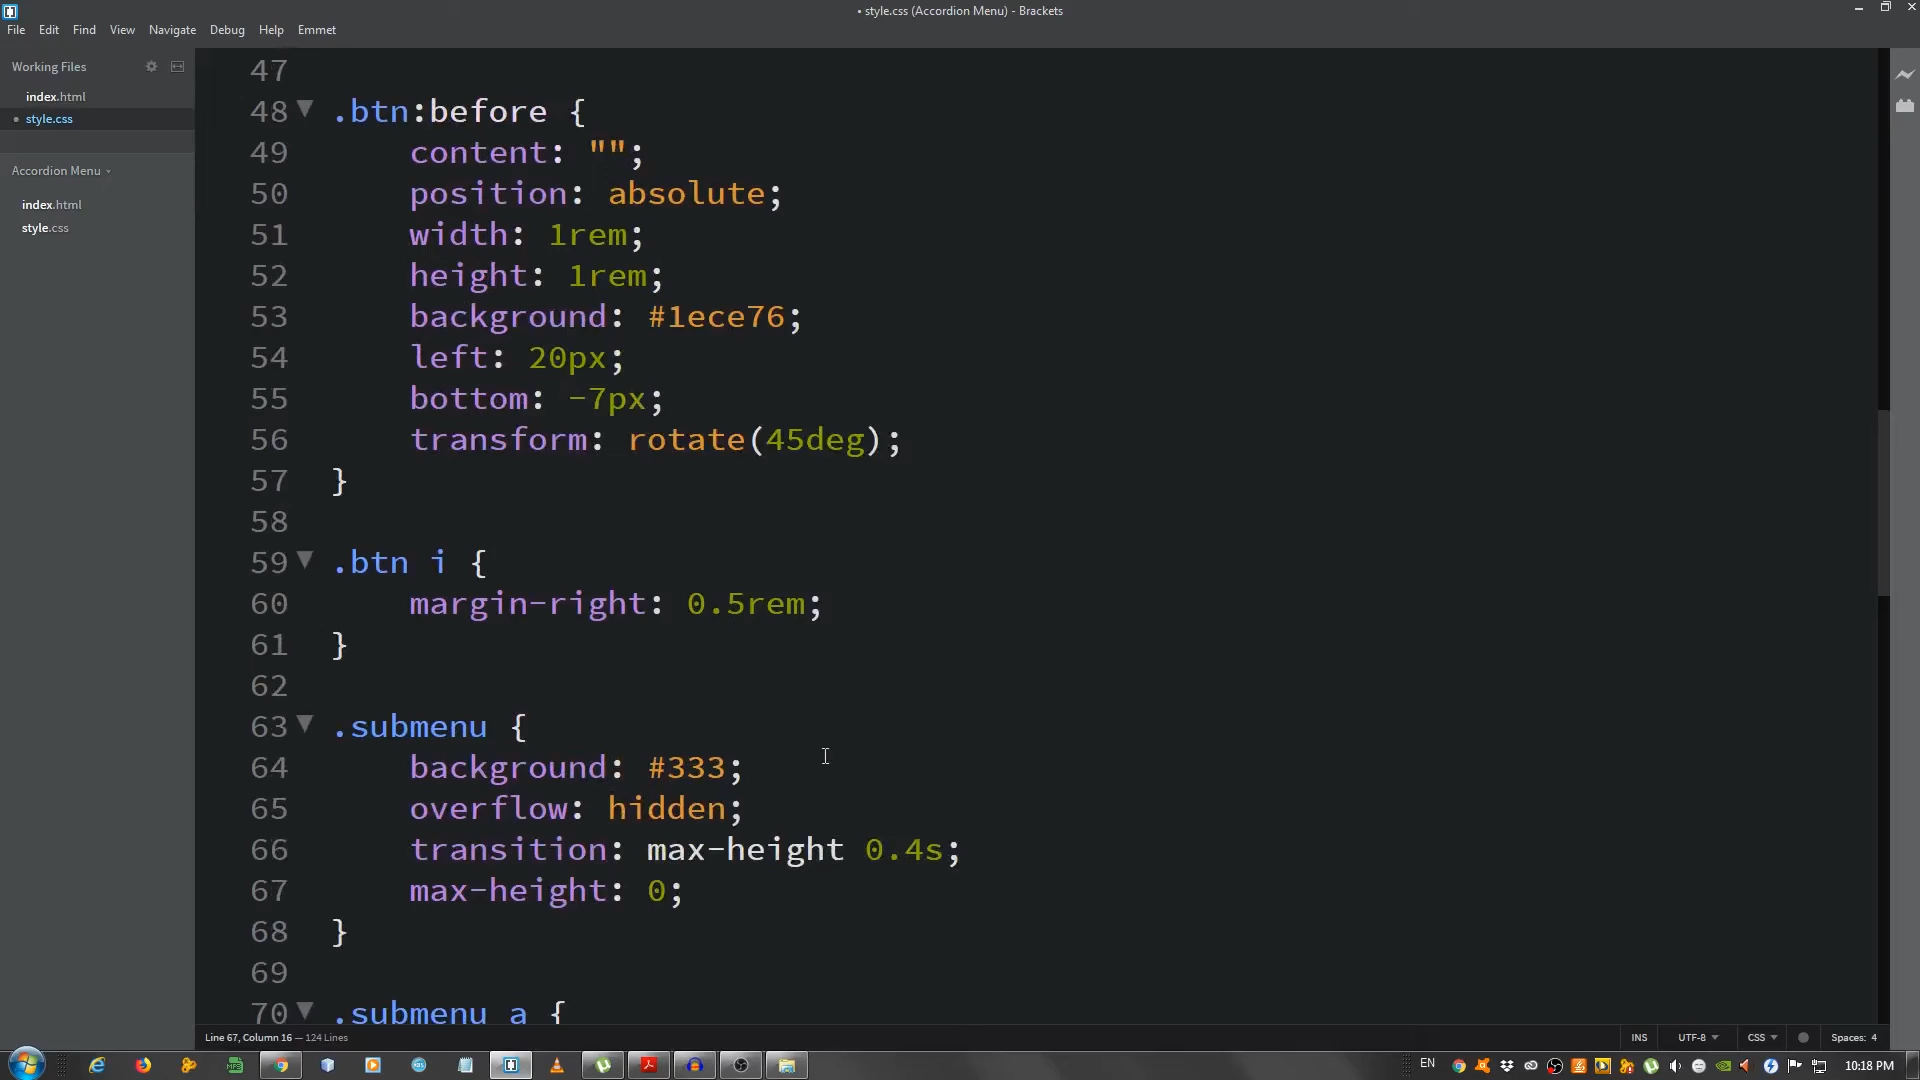 • style.css (Accordion Menu) - Brackets
File Edit Find View Navigate Debug Help Emmet
Working Files
index.html
• style.css
Accordion Menu
index.html
style.css
47
48 .btn:before {
49 content: "";
50 position: absolute;
51 width: 1rem;
52 height: 1rem;
53 background: #1ece76;
54 left: 20px;
55 bottom: -7px;
56 transform: rotate(45deg);
57 }
58
59 .btn i {
60 margin-right: 0.5rem;
61 }
62
63 .submenu {
64 background: #333;
65 overflow: hidden;
66 transition: max-height 0.4s;
67 max-height: 0;
68 }
69
70 .submenu a {
Line 67, Column 16 — 124 Lines
INS UTF-8 CSS Spaces: 4
EN 10:18 PM